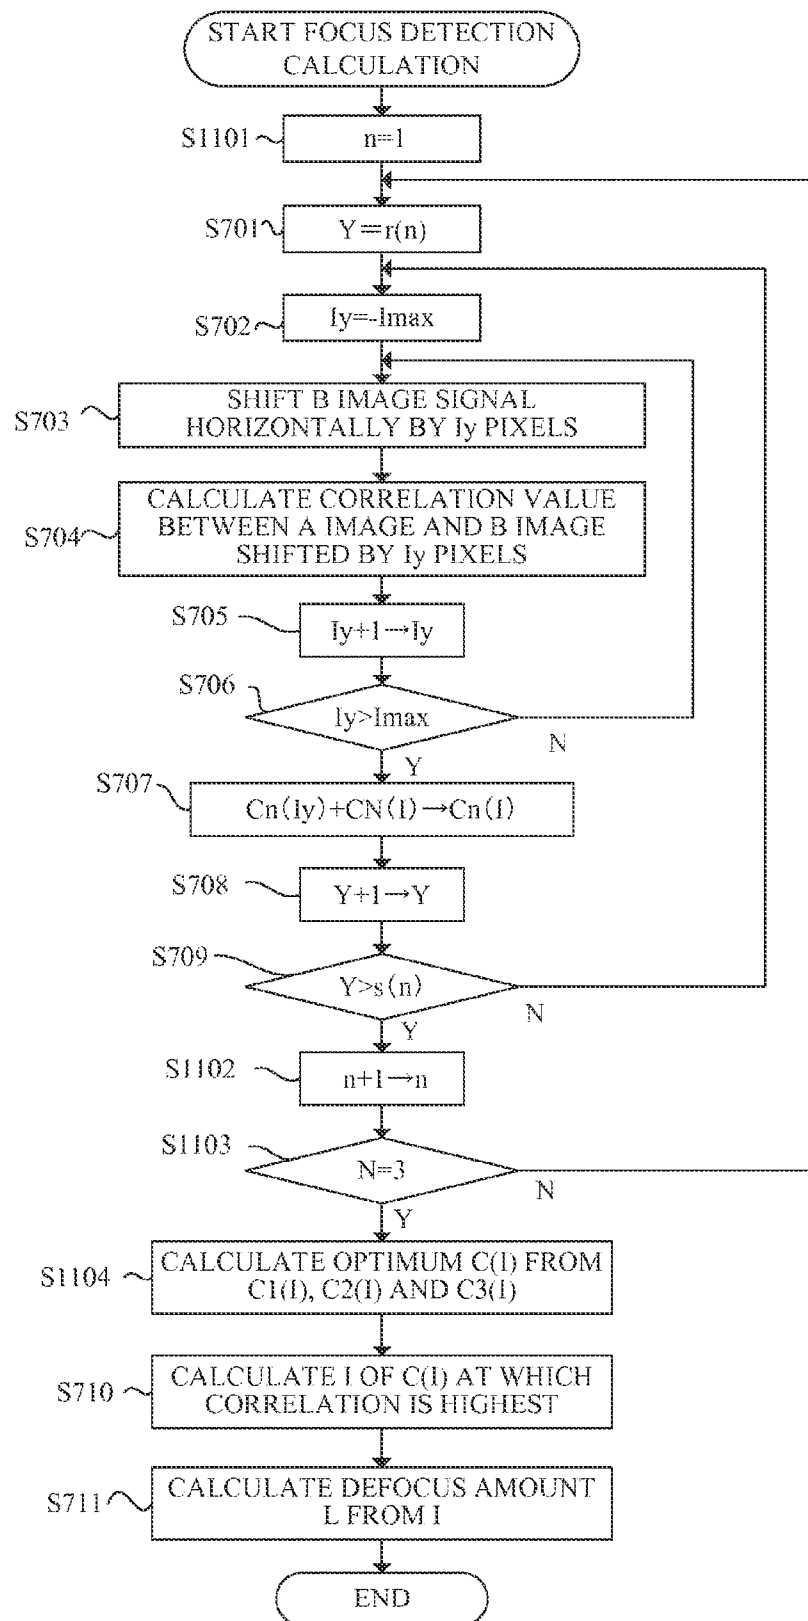 START FOCUS DETECTION
CALCULATION
S1101
n=1
S701
Y=r(n)
S702
Iy=-Imax
S703
SHIFT B IMAGE SIGNAL
HORIZONTALLY BY Iy PIXELS
S704
CALCULATE CORRELATION VALUE
BETWEEN A IMAGE AND B IMAGE
SHIFTED BY Iy PIXELS
S705
Iy+1→Iy
S706
Iy>Imax
N
Y
S707
Cn(Iy)+CN(I)→Cn(I)
S708
Y+1→Y
S709
Y>s(n)
N
Y
S1102
n+1→n
S1103
N=3
N
Y
S1104
CALCULATE OPTIMUM C(I) FROM
C1(I), C2(I) AND C3(I)
S710
CALCULATE I OF C(I) AT WHICH
CORRELATION IS HIGHEST
S711
CALCULATE DEFOCUS AMOUNT
L FROM I
END